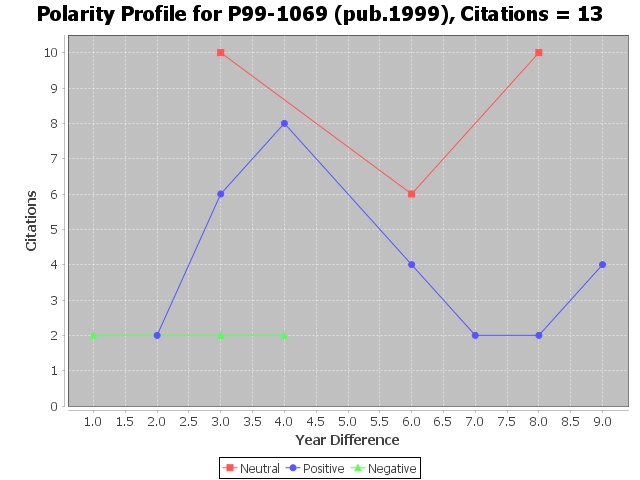 Polarity Profile for P99-1069 (pub.1999), Citations = 13
10
9
8
7
6
5
4
3
2
1
0
Citations
1.0 1.5 2.0 2.5 3.0 3.5 4.0 4.5 5.0 5.5 6.0 6.5 7.0 7.5 8.0 8.5 9.0
Year Difference
Neutral Positive Negative